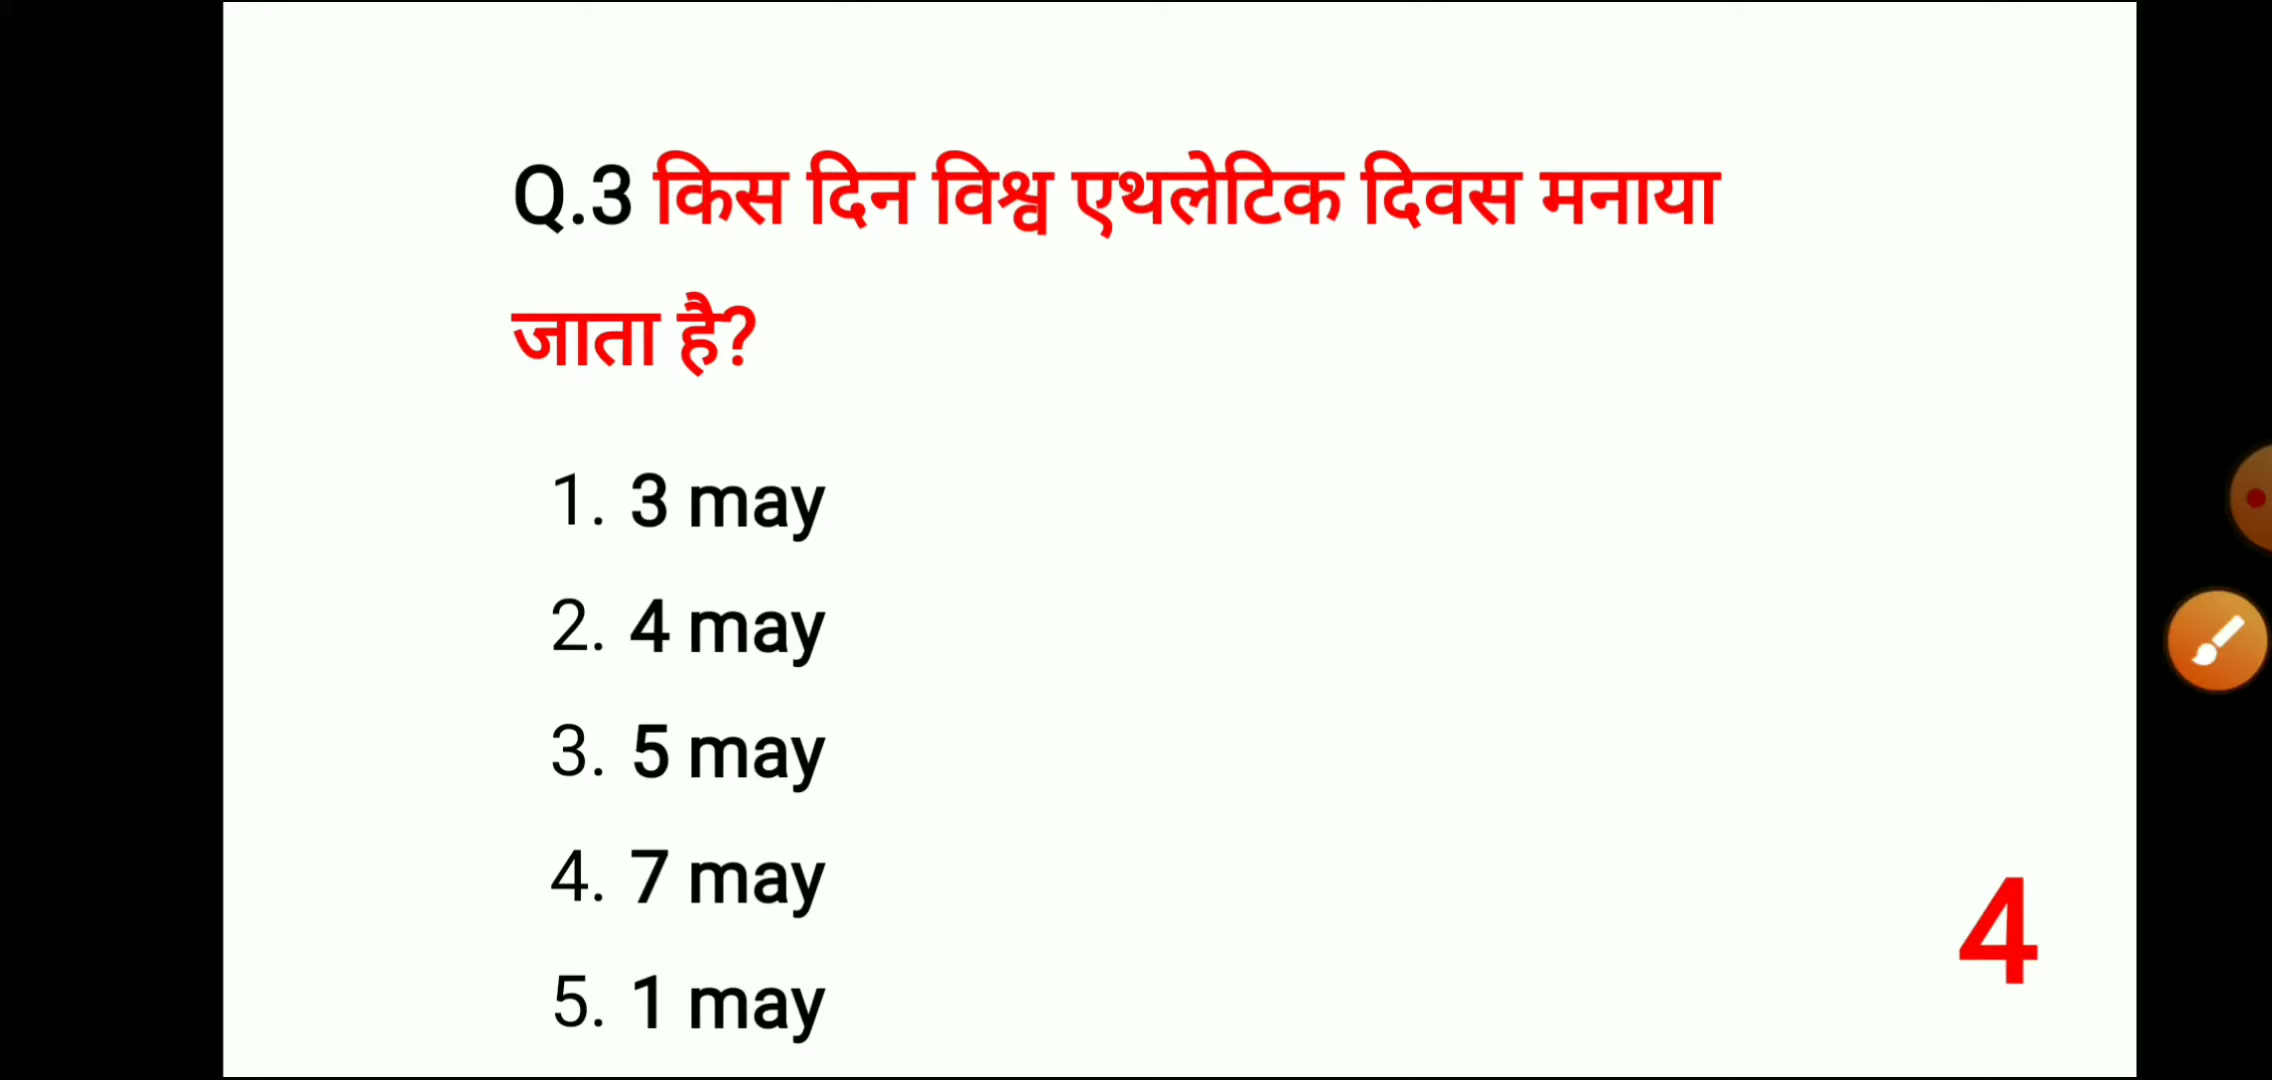 Q.3 किस दिन विश्व एथलेटिक दिवस मनाया
जाता है?
1. 3 may
2. 4 may
3. 5 may
4. 7 may
5. 1 may
4